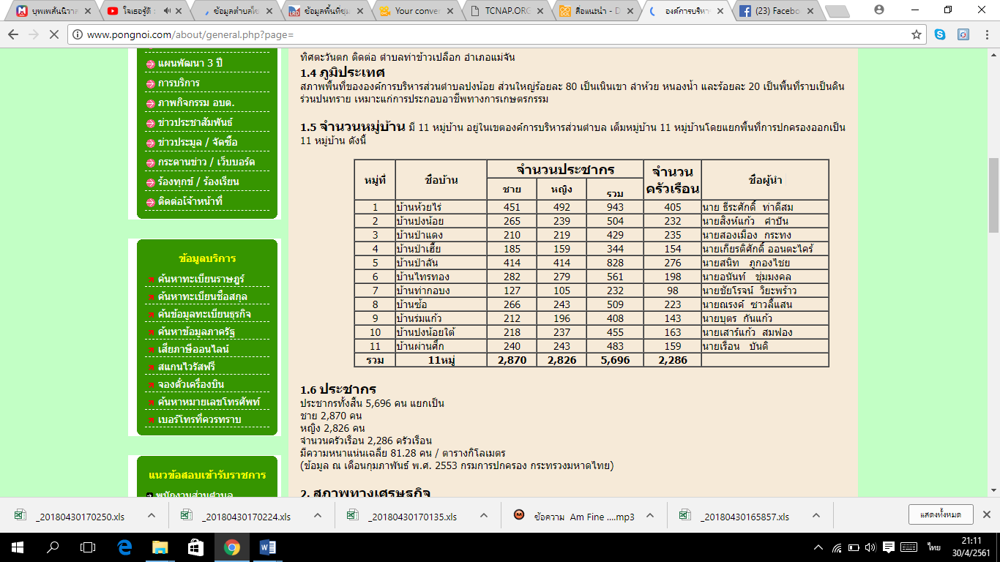 บุพเพสันนิวาส
ใจเธอรู้ดี :
ข้อมูลตำบลใช
ข้อมูลพื้นที่ชุม
Your conver
TCNAP.ORG
สื่อแนะนำ - D
องค์การบริหาร
(23) Facebo
www.pongnoi.com/about/general.php?page=
แผนพัฒนา 3 ปี
การบริการ
ภาพกิจกรรม อบต.
ข่าวประชาสัมพันธ์
ข่าวประมูล / จัดซื้อ
กระดานข่าว / เว็บบอร์ด
ร้องทุกข์ / ร้องเรียน
ติดต่อเจ้าหน้าที่
ข้อมูลบริการ
ค้นหาทะเบียนราษฎร์
ค้นหาทะเบียนชื่อสกุล
ค้นข้อมูลทะเบียนธุรกิจ
ค้นหาข้อมูลภาครัฐ
เสียภาษีออนไลน์
สแกนไวรัสฟรี
จองตั๋วเครื่องบิน
ค้นหาหมายเลขโทรศัพท์
เบอร์โทรที่ควรทราบ
แนวข้อสอบเข้ารับราชการ
พนักงานส่วนตำบล
ทิศตะวันตก ติดต่อ ตำบลท่าข้าวเปลือก อำเภอแม่จัน
1.4 ภูมิประเทศ
สภาพพื้นที่ขององค์การบริหารส่วนตำบลปงน้อย ส่วนใหญ่ร้อยละ 80 เป็นเนินเขา ลำห้วย หนองน้ำ และร้อยละ 20 เป็นพื้นที่ราบเป็นดิน
ร่วนปนทราย เหมาะแก่การประกอบอาชีพทางการเกษตรกรรม
1.5 จำนวนหมู่บ้าน มี 11 หมู่บ้าน อยู่ในเขตองค์การบริหารส่วนตำบล เต็มหมู่บ้าน 11 หมู่บ้านโดยแยกพื้นที่การปกครองออกเป็น
11 หมู่บ้าน ดังนี้
หมู่ที่ ชื่อบ้าน จำนวนประชากร จำนวนครัวเรือน ชื่อผู้นำ
ชาย หญิง รวม
1 บ้านห้วยไร่ 451 492 943 405 นาย ธีระศักดิ์ ท่าดีสม
2 บ้านปงน้อย 265 239 504 232 นายสิงห์แก้ว คำปัน
3 บ้านป่าแดง 210 219 429 235 นายสองเมือง กระทง
4 บ้านป่าเฮี้ย 185 159 344 154 นายเกียรติศักดิ์ ออนตะไคร้
5 บ้านป่าลัน 414 414 828 276 นายสนิท ภูกองไชย
6 บ้านไทรทอง 282 279 561 198 นายอนันท์ ชุ่มมงคล
7 บ้านท่ากอบง 127 105 232 98 นายชัยโรจน์ วิยะพร้าว
8 บ้านซ้อ 266 243 509 223 นายณรงค์ ซาวลี้แสน
9 บ้านร่มแก้ว 212 196 408 143 นายบุตร กันแก้ว
10 บ้านปงน้อยใต้ 218 237 455 163 นายเสาร์แก้ว สมฟอง
11 บ้านผ่านศึก 240 243 483 159 นายเรือน บันดิ
รวม 11หมู่ 2,870 2,826 5,696 2,286
1.6 ประชากร
ประชากรทั้งสิ้น 5,696 คน แยกเป็น
ชาย 2,870 คน
หญิง 2,826 คน
จำนวนครัวเรือน 2,286 ครัวเรือน
มีความหนาแน่นเฉลี่ย 81.28 คน / ตารางกิโลเมตร
(ข้อมูล ณ เดือนกุมภาพันธ์ พ.ศ. 2553 กรมการปกครอง กระทรวงมหาดไทย)
2. สภาพทางเศรษฐกิจ
_20180430170250.xls
_20180430170224.xls
_20180430170135.xls
ข้อความ Am Fine ....mp3
_20180430165857.xls
แสดงทั้งหมด
ไทย
21:11
30/4/2561